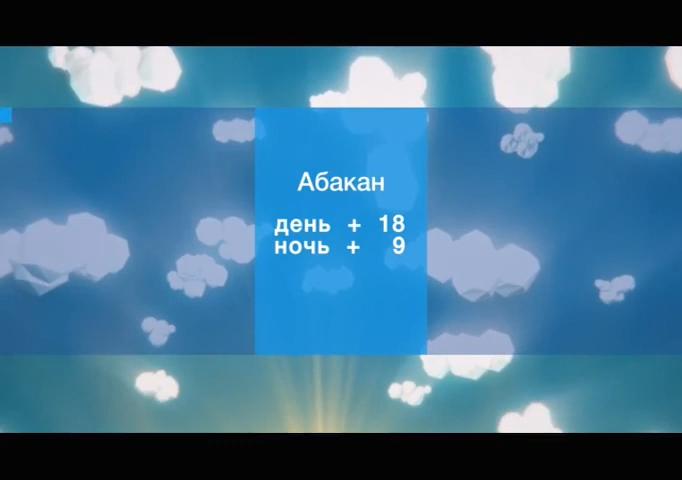 Абакан
день + 18
ночь + 9